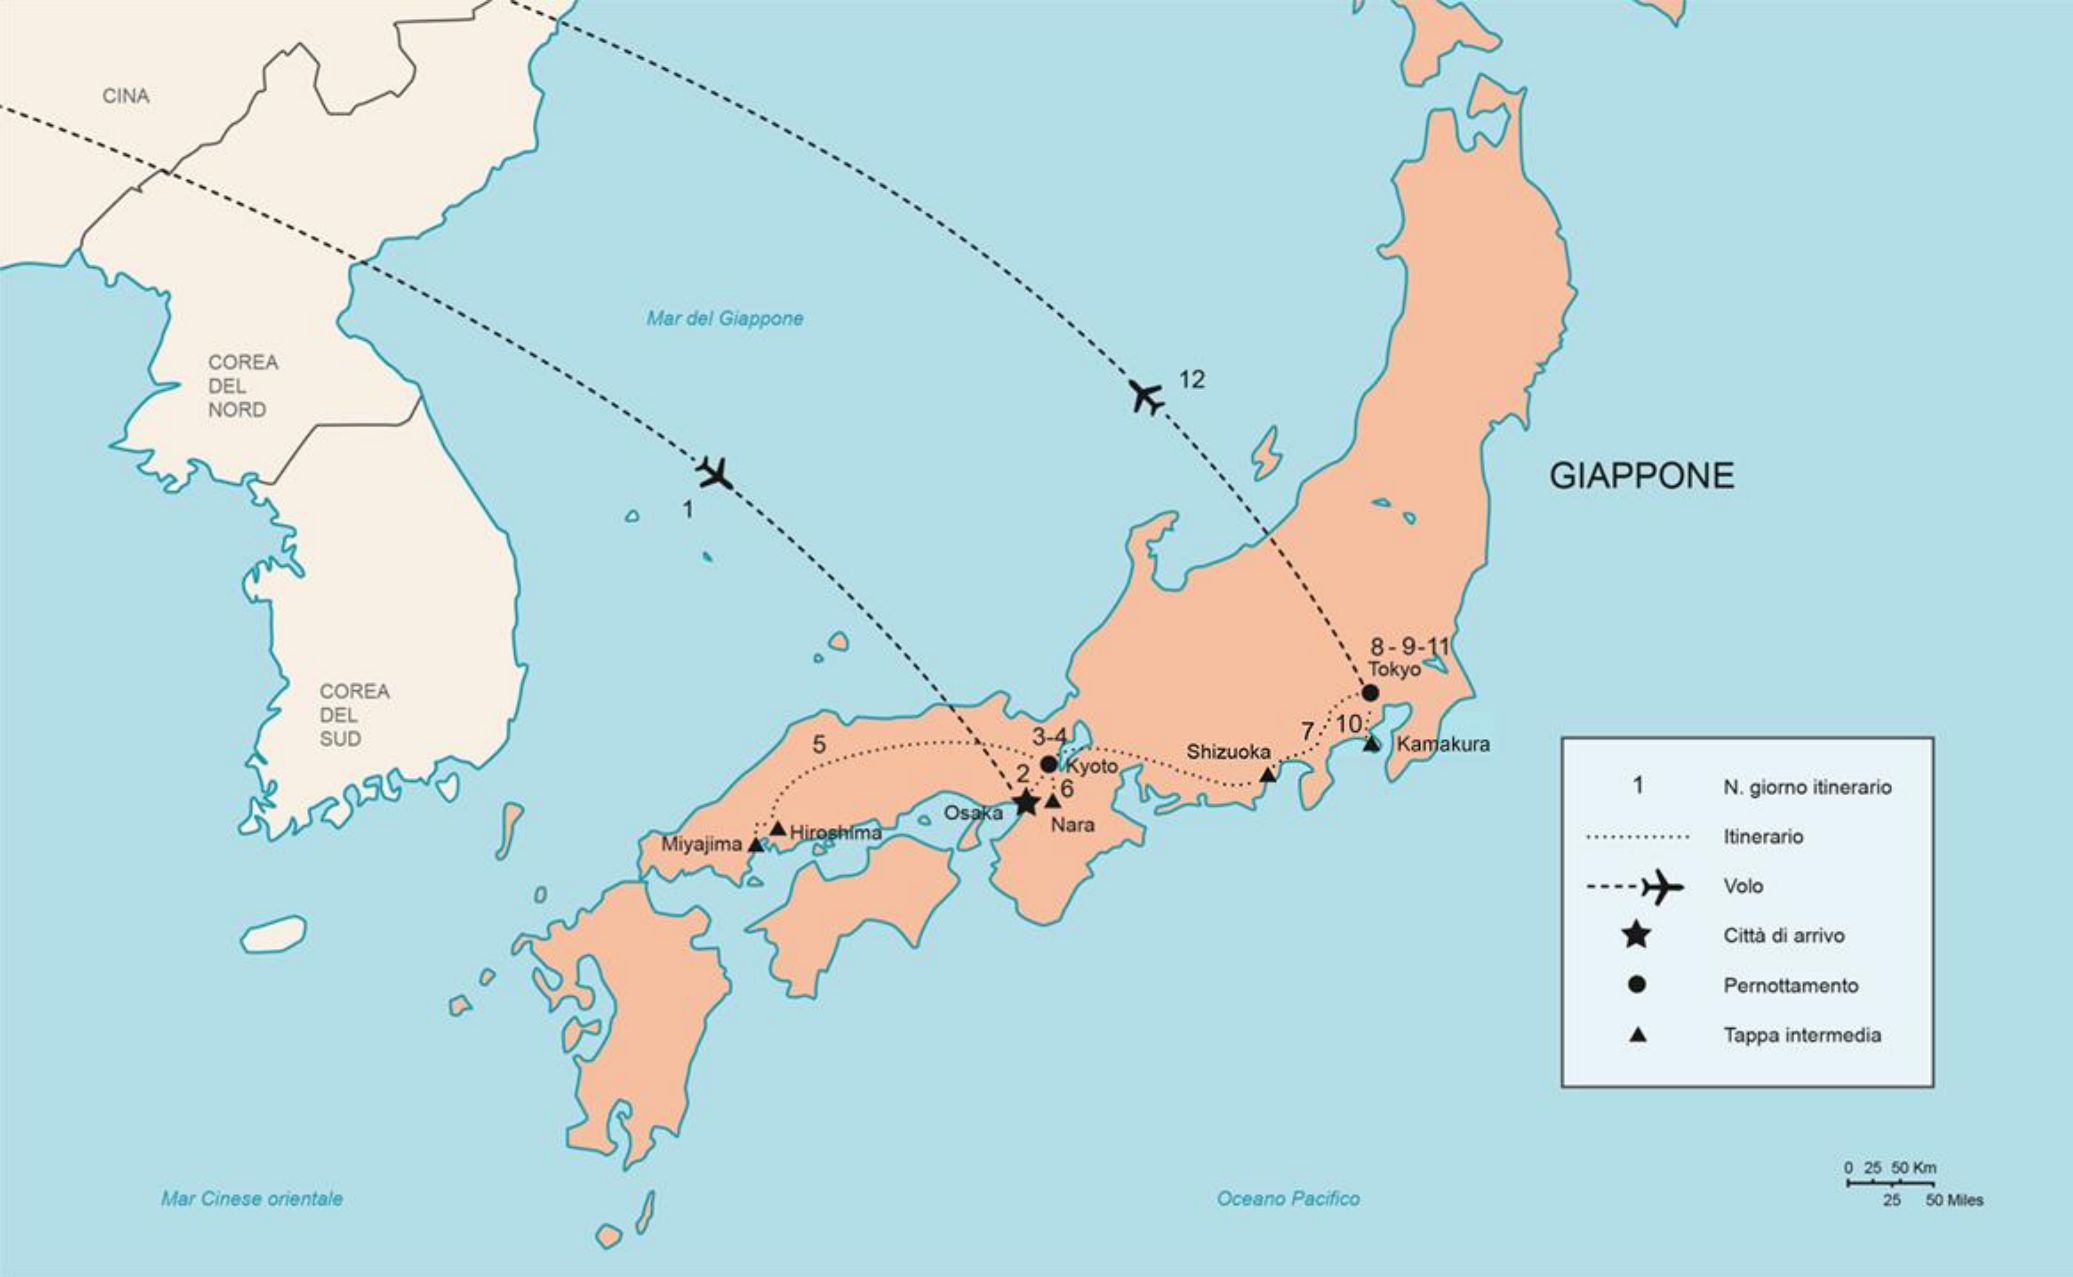 CINA
COREA
DEL
NORD
COREA
DEL
SUD
Mar del Giappone
12
1
GIAPPONE
8 - 9 -11
Tokyo
7
10
Kamakura
Shizuoka
3-4
Kyoto
5
2
6
Osaka
Nara
Miyajima
Hiroshima
1 N. giorno itinerario
Itinerario
Volo
Città di arrivo
Pernottamento
Tappa intermedia
0 25 50 Km
25 50 Miles
Mar Cinese orientale
Oceano Pacifico